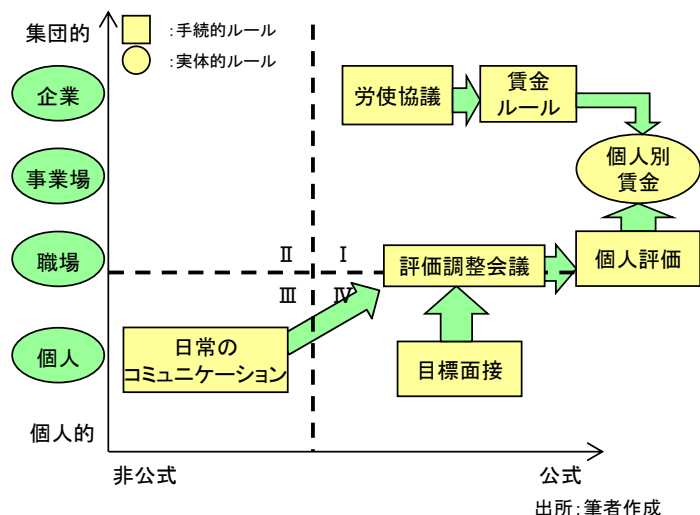 集団的
：手続的ルール
：実体的ルール
企業
労使協議
賃金
ルール
個人別
賃金
事業場
職場
Ⅱ
Ⅰ
評価調整会議
個人評価
Ⅲ
Ⅳ
個人
日常の
コミュニケーション
目標面接
個人的
非公式
公式
出所：筆者作成